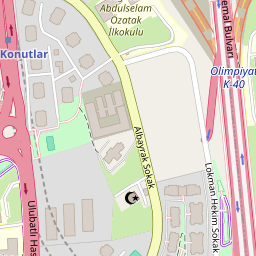 Abdulselam
Özatak
İlkokulu
Konutlar
Olimpiyat
K-40
Albayrak Sokak
Lokman Hekim Sokak
Ulubatlı Has
emal Bulvarı